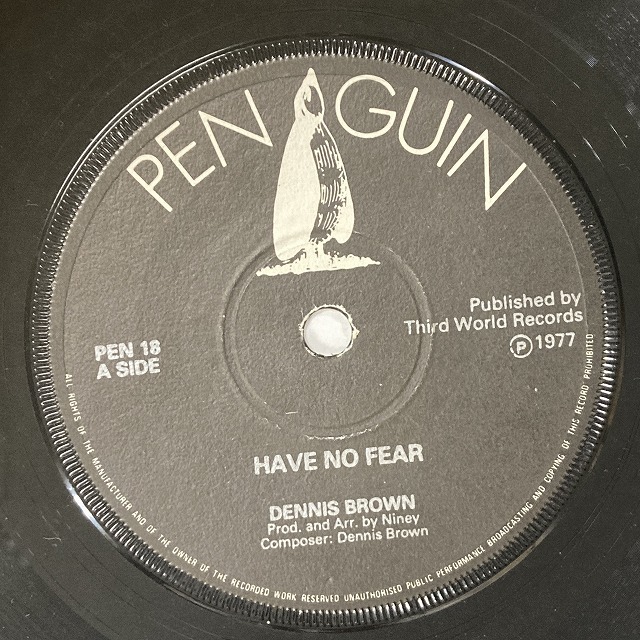 PEN GUIN
Published by
Third World Records
Ⓟ 1977
PEN 18
A SIDE
HAVE NO FEAR
DENNIS BROWN
Prod. and Arr. by Niney
Composer: Dennis Brown
ALL RIGHTS OF THE MANUFACTURER AND OF THE OWNER OF THE RECORDED WORK RESERVED UNAUTHORISED PUBLIC PERFORMANCE BROADCASTING AND COPYING OF THIS RECORD PROHIBITED